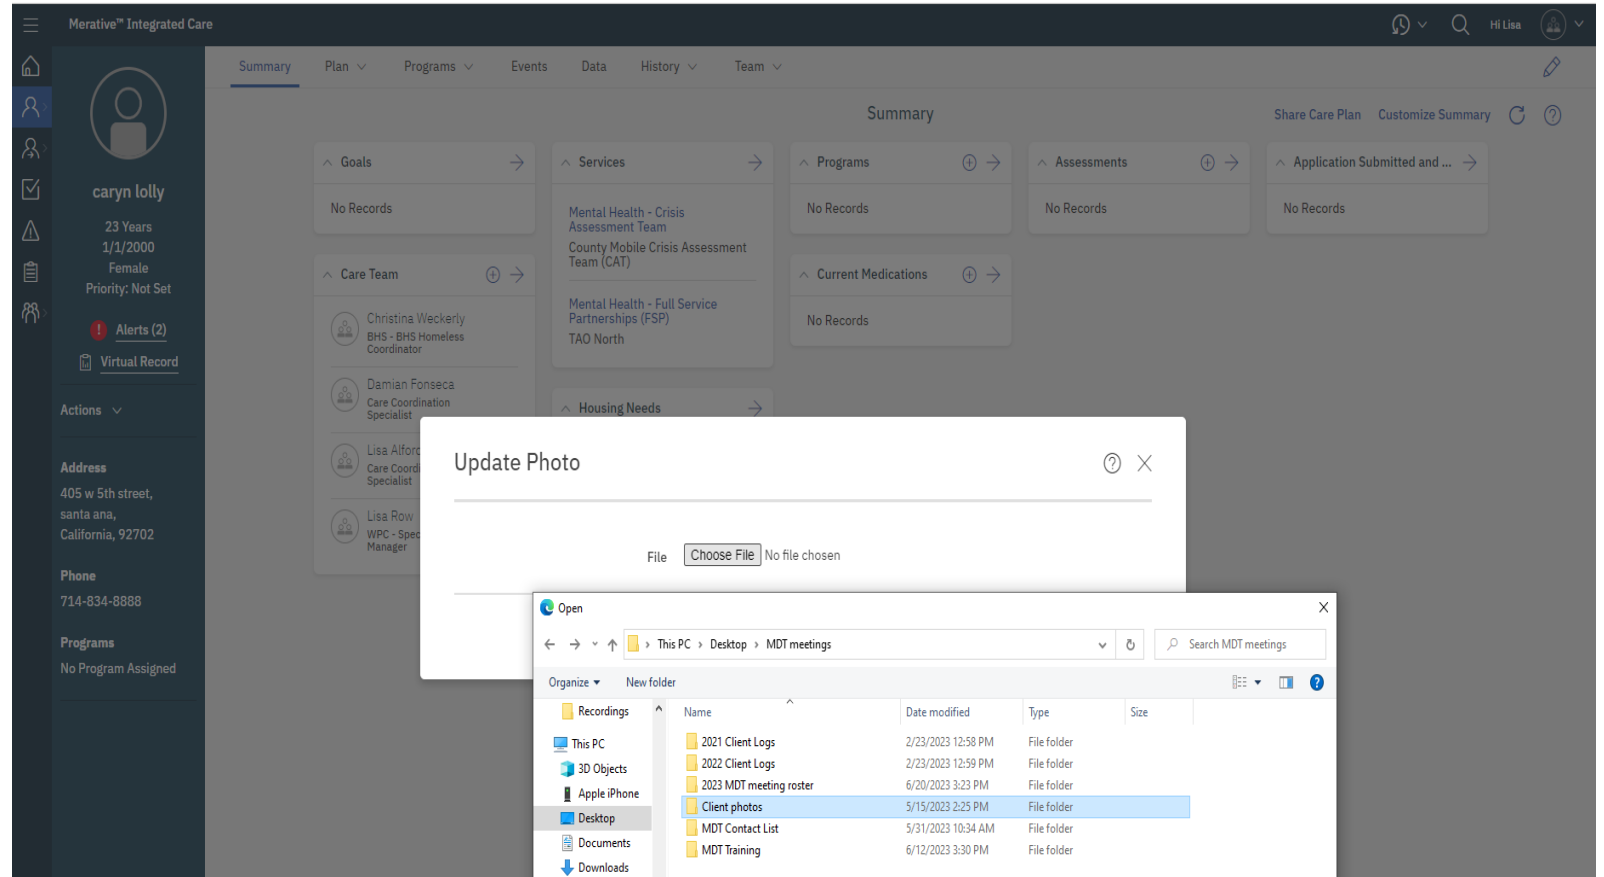 Merative™ Integrated Care
Hi Lisa
Summary Plan Programs Events Data History Team
Summary
Share Care Plan Customize Summary
caryn lolly
23 Years
1/1/2000
Female
Priority: Not Set
! Alerts (2)
Virtual Record
Actions
Address
405 w 5th street,
santa ana,
California, 92702
Phone
714-834-8888
Programs
No Program Assigned
Goals
No Records
Care Team
Christina Weckerly
BHS - BHS Homeless
Coordinator
Damian Fonseca
Care Coordination
Specialist
Lisa Alford
Care Coordi
Specialist
Lisa Row
WPC - Spec
Manager
Services
Mental Health - Crisis
Assessment Team
County Mobile Crisis Assessment
Team (CAT)
Mental Health - Full Service
Partnerships (FSP)
TAO North
Housing Needs
Programs
No Records
Current Medications
No Records
Assessments
No Records
Application Submitted and ...
No Records
Update Photo
File Choose File No file chosen
Open
This PC > Desktop > MDT meetings
Search MDT meetings
Organize New folder
Recordings
This PC
3D Objects
Apple iPhone
Desktop
Documents
Downloads
Name Date modified Type Size
2021 Client Logs 2/23/2023 12:58 PM File folder
2022 Client Logs 2/23/2023 12:59 PM File folder
2023 MDT meeting roster 6/20/2023 3:23 PM File folder
Client photos 5/15/2023 2:25 PM File folder
MDT Contact List 5/31/2023 10:34 AM File folder
MDT Training 6/12/2023 3:30 PM File folder